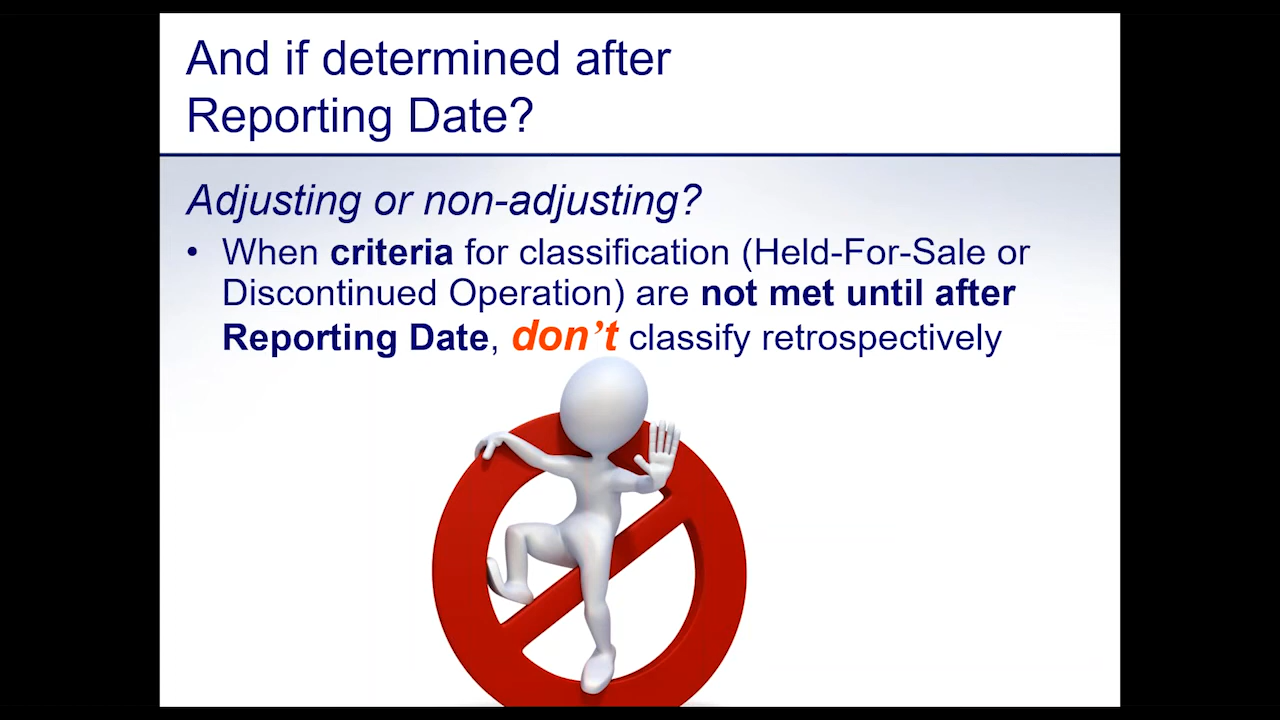 And if determined after
Reporting Date?
Adjusting or non-adjusting?
• When criteria for classification (Held-For-Sale or
Discontinued Operation) are not met until after
Reporting Date, don’t classify retrospectively